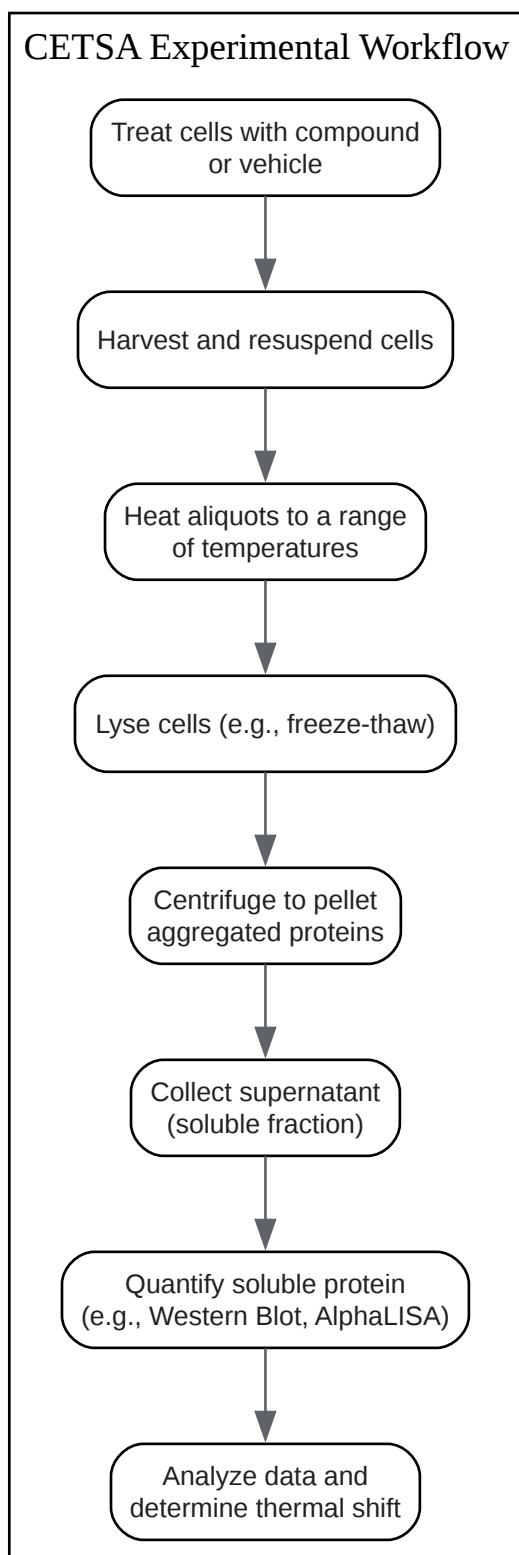 CETSA Experimental Workflow
Treat cells with compound
or vehicle
Harvest and resuspend cells
Heat aliquots to a range
of temperatures
Lyse cells (e.g., freeze-thaw)
Centrifuge to pellet
aggregated proteins
Collect supernatant
(soluble fraction)
Quantify soluble protein
(e.g., Western Blot, AlphaLISA)
Analyze data and
determine thermal shift